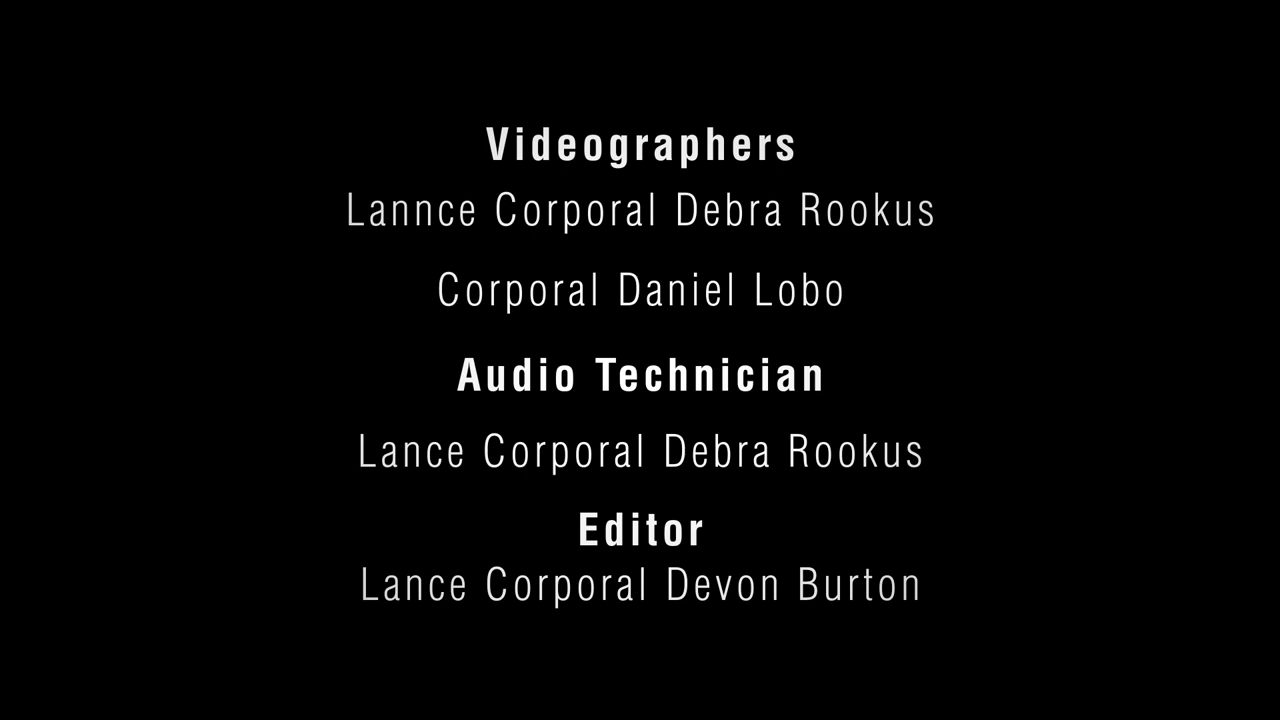 Videographers
Lannce Corporal Debra Rookus
Corporal Daniel Lobo
Audio Technician
Lance Corporal Debra Rookus
Editor
Lance Corporal Devon Burton